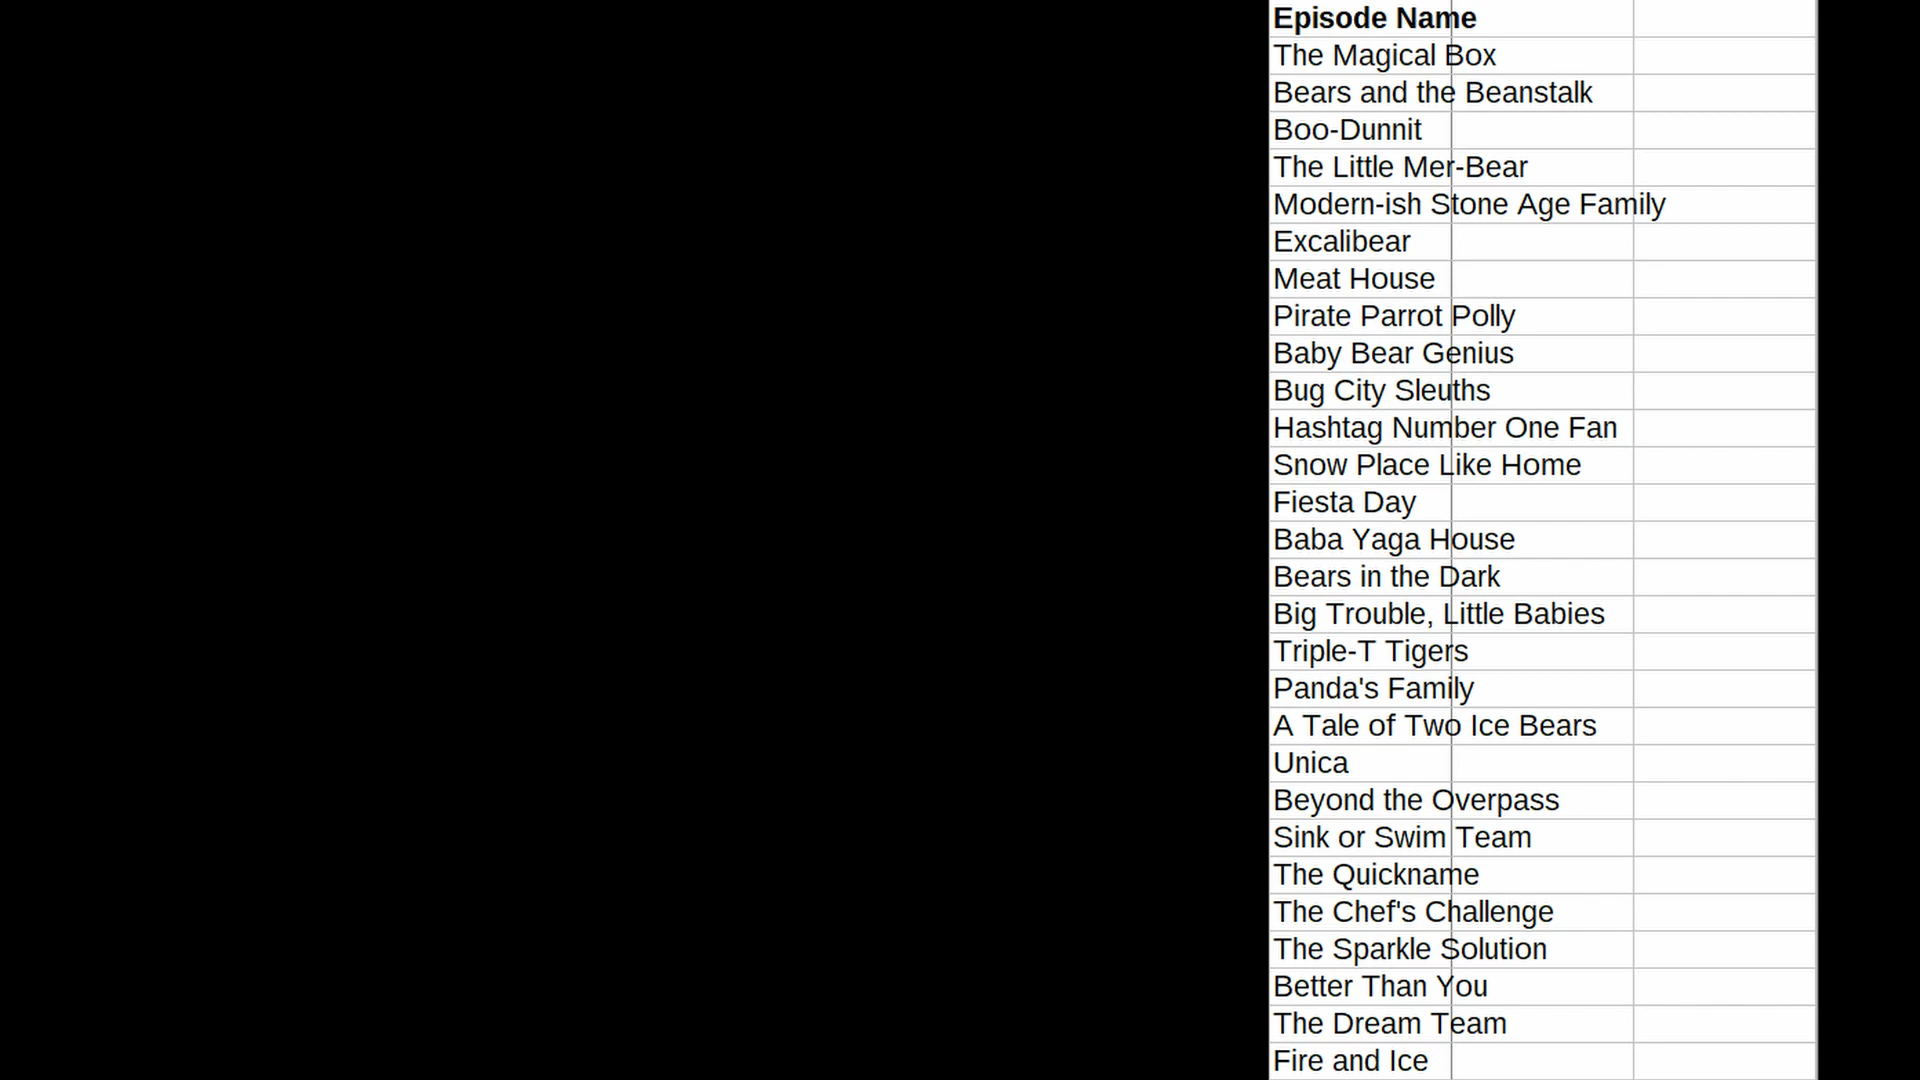 Episode Name
The Magical Box
Bears and the Beanstalk
Boo-Dunnit
The Little Mer-Bear
Modern-ish Stone Age Family
Excalibear
Meat House
Pirate Parrot Polly
Baby Bear Genius
Bug City Sleuths
Hashtag Number One Fan
Snow Place Like Home
Fiesta Day
Baba Yaga House
Bears in the Dark
Big Trouble, Little Babies
Triple-T Tigers
Panda's Family
A Tale of Two Ice Bears
Unica
Beyond the Overpass
Sink or Swim Team
The Quickname
The Chef's Challenge
The Sparkle Solution
Better Than You
The Dream Team
Fire and Ice